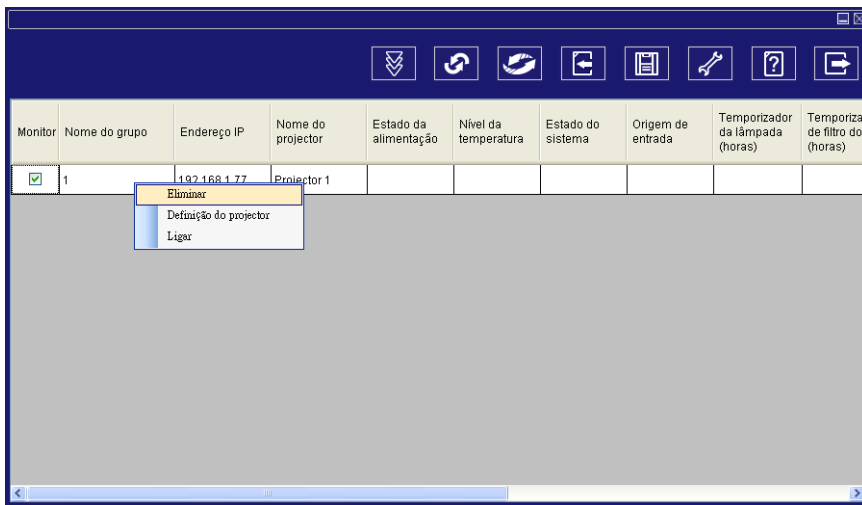 Monitor Nome do grupo Endereço IP Nome do projector Estado da alimentação Nível da temperatura Estado do sistema Origem de entrada Temporizador da lâmpada (horas) Temporiza de filtro do (horas)
1 192.168.1.77 Projector 1
Eliminar
Definição do projector
Ligar